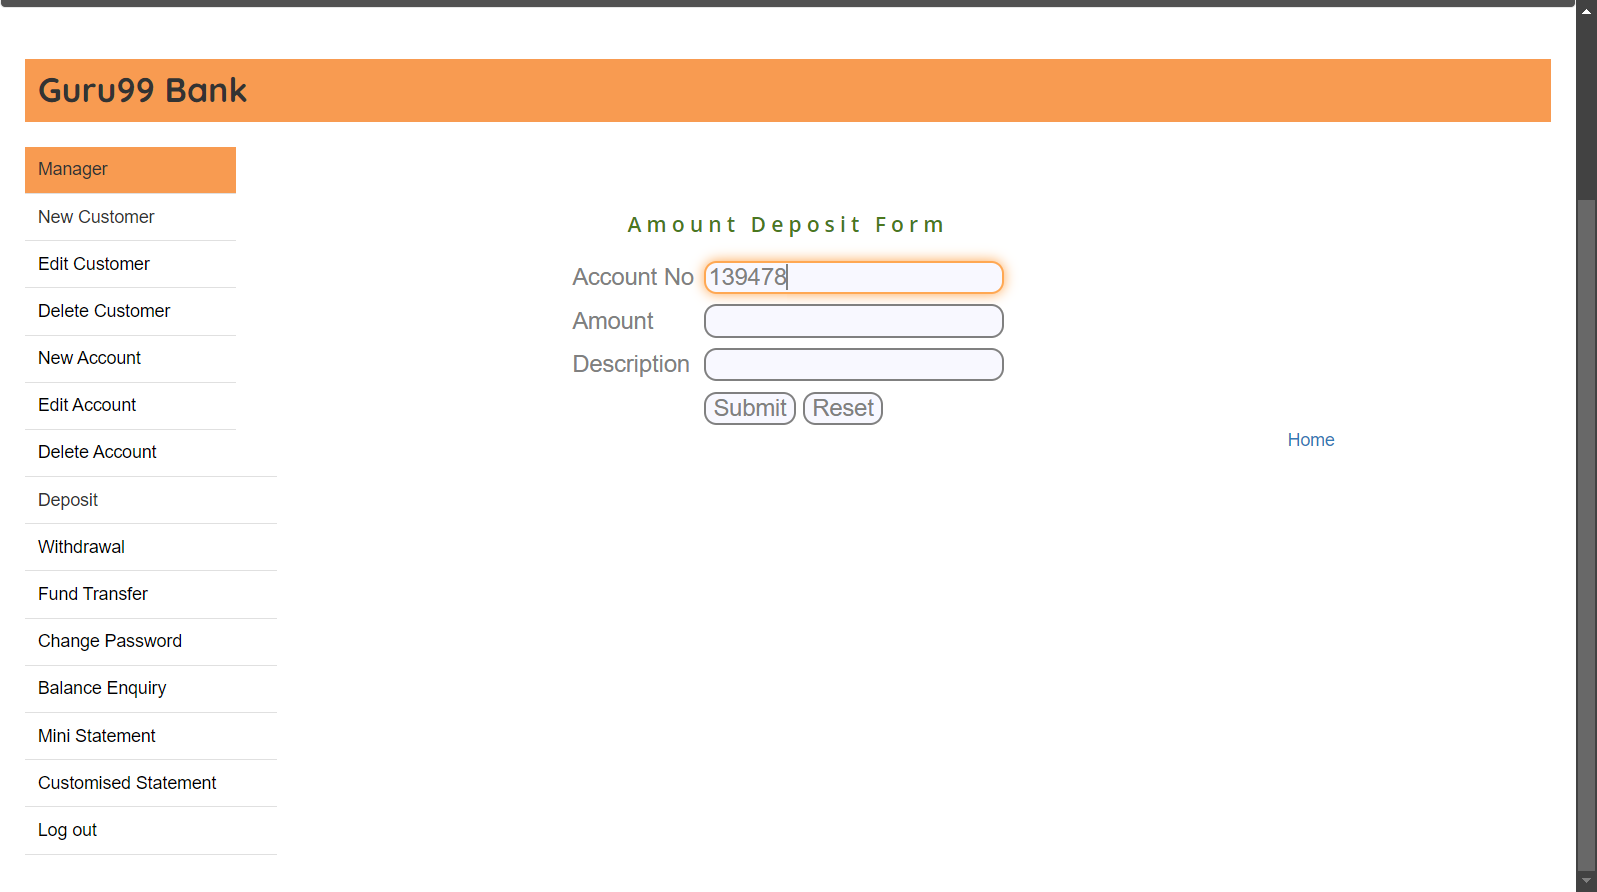 Guru99 Bank
Manager
New Customer
Edit Customer
Delete Customer
New Account
Edit Account
Delete Account
Deposit
Withdrawal
Fund Transfer
Change Password
Balance Enquiry
Mini Statement
Customised Statement
Log out
Amount Deposit Form
Account No 139478
Amount
Description
Submit Reset
Home